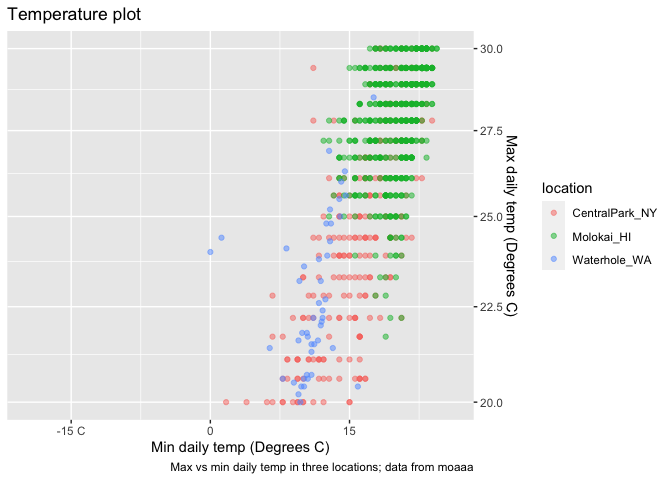 Temperature plot
30.0
27.5
25.0
22.5
20.0
Max daily temp (Degrees C)
-15 C
0
15
Min daily temp (Degrees C)
Max vs min daily temp in three locations; data from moaaa
location
CentralPark_NY
Molokai_HI
Waterhole_WA